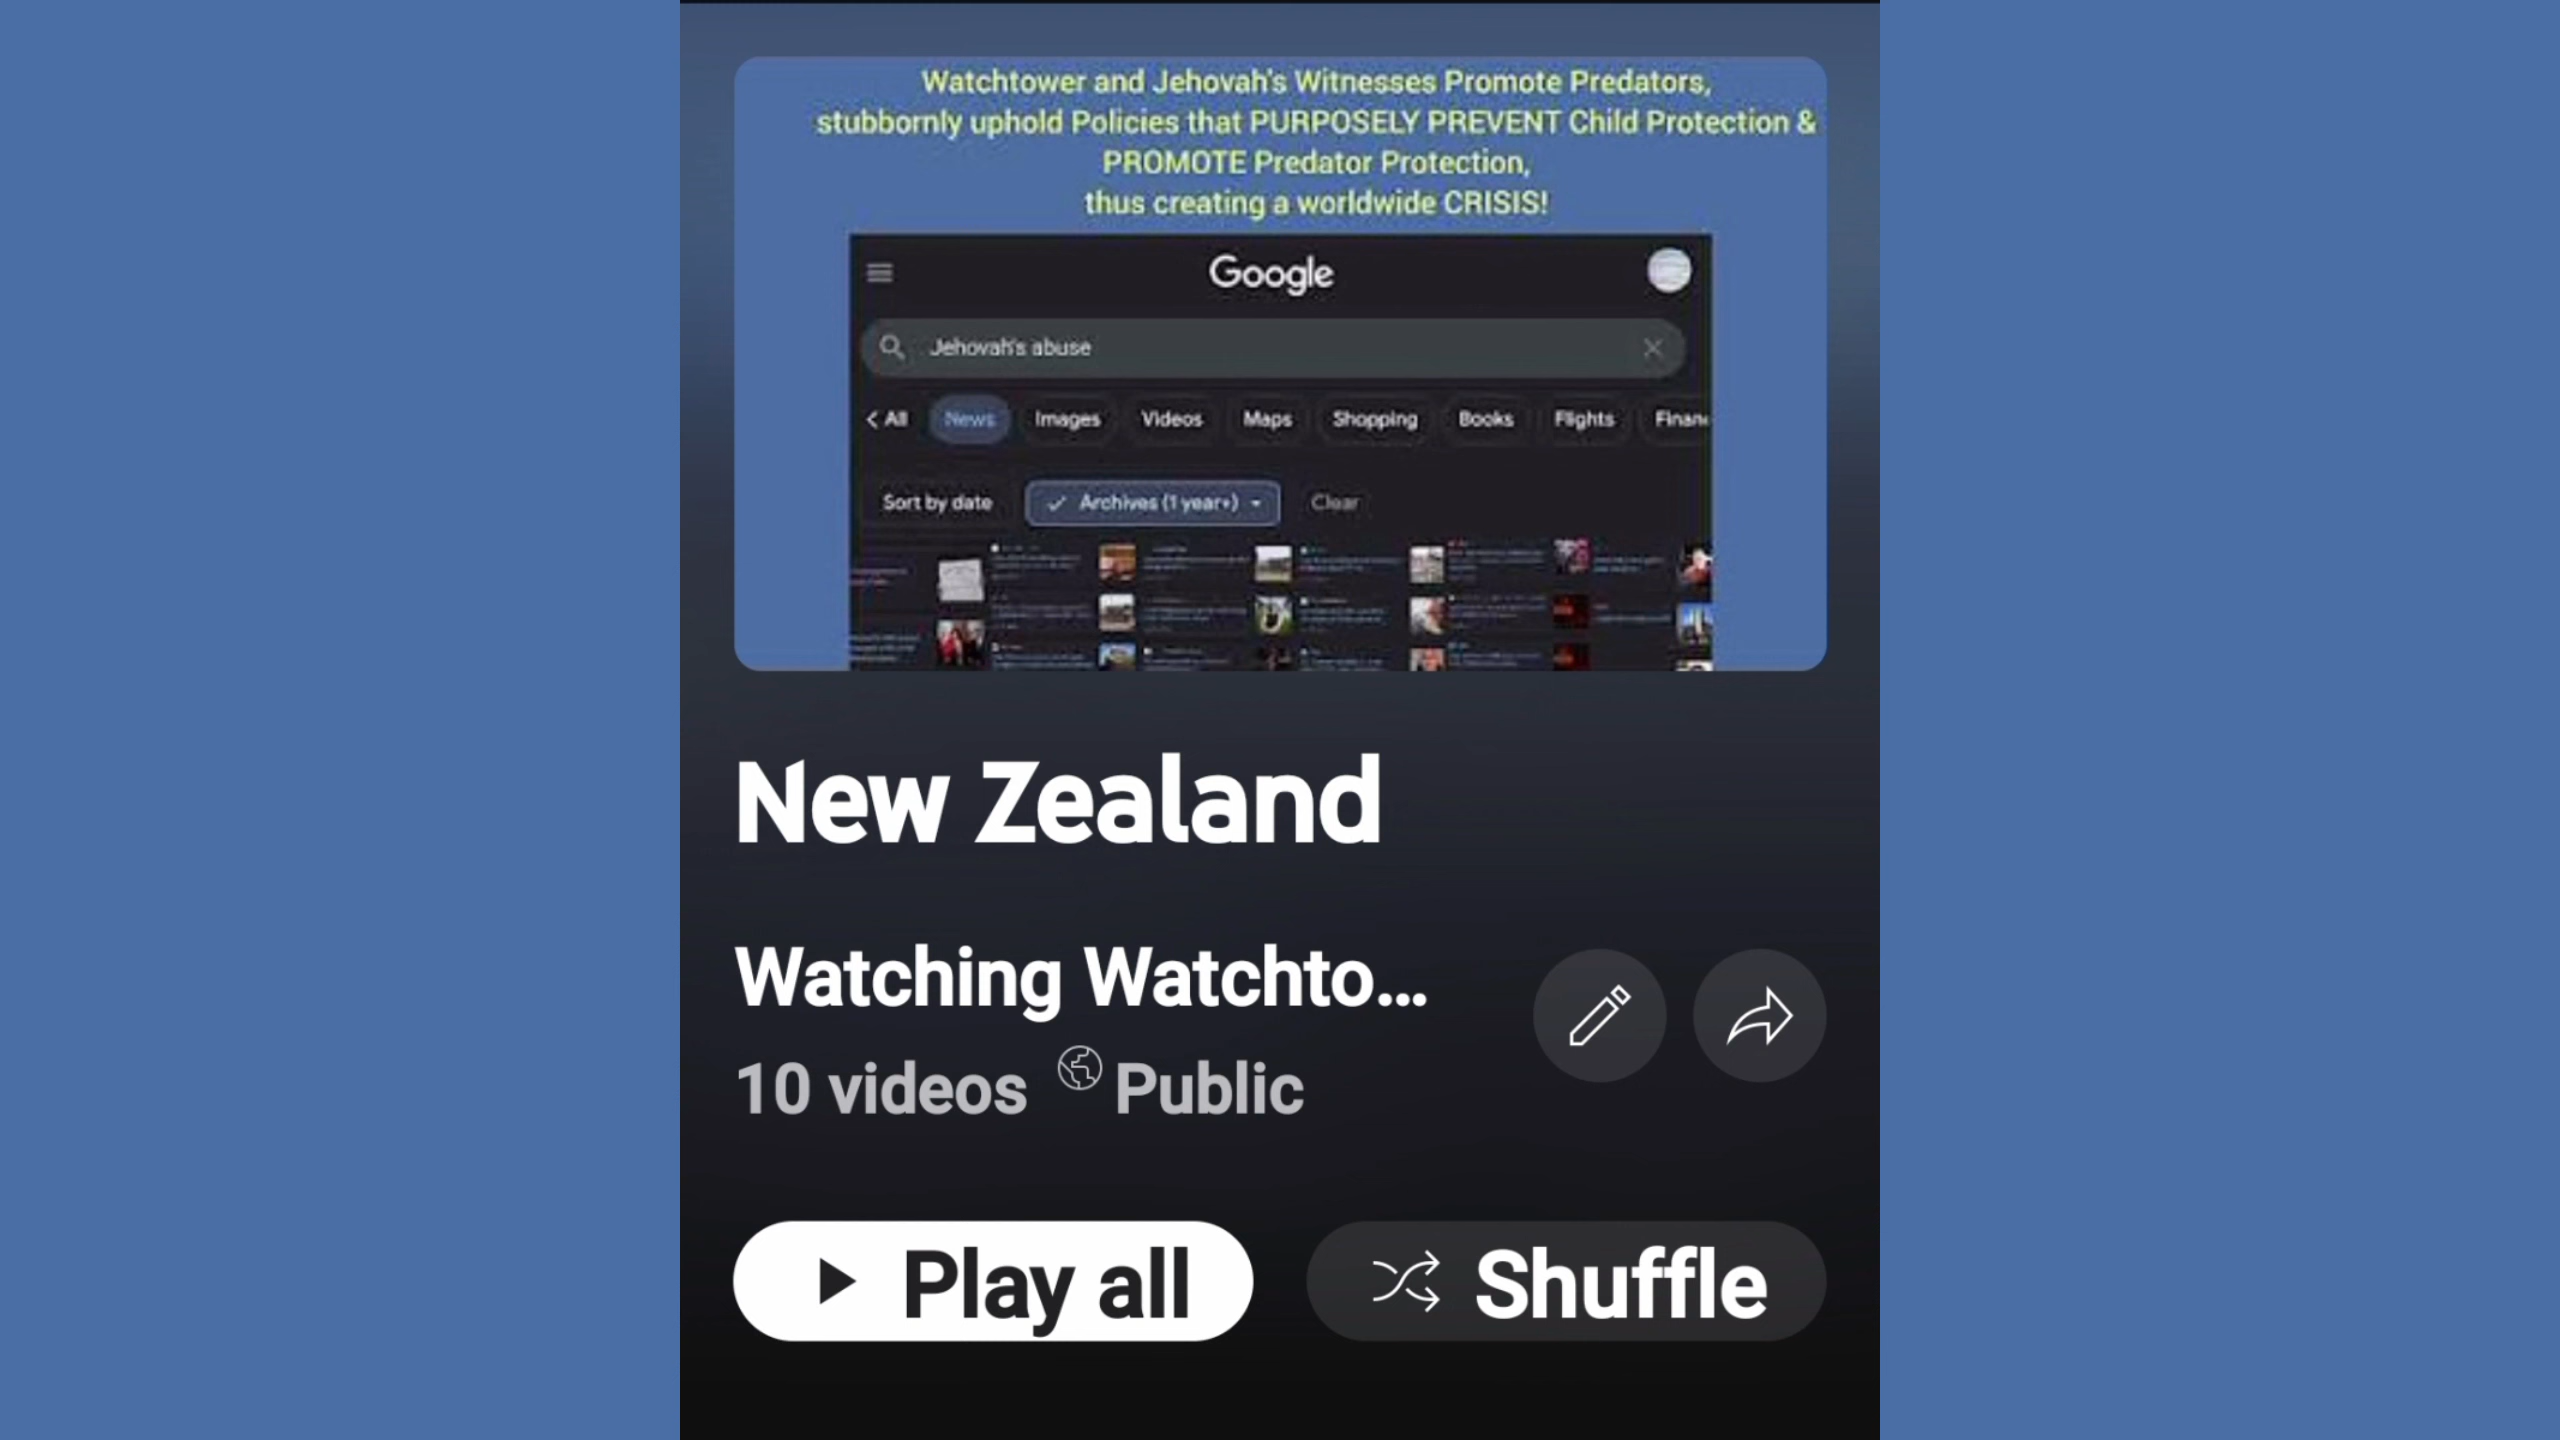 Watchtower and Jehovah's Witnesses Promote Predators,
stubbornly uphold Policies that PURPOSELY PREVENT Child Protection &
PROMOTE Predator Protection,
thus creating a worldwide CRISIS!
Google
Jehovah's abuse
All News Images Videos Maps Shopping Books Flights Finan
Sort by date Archives (1 year+) Clear
New Zealand
Watching Watchto...
10 videos Public
Play all Shuffle